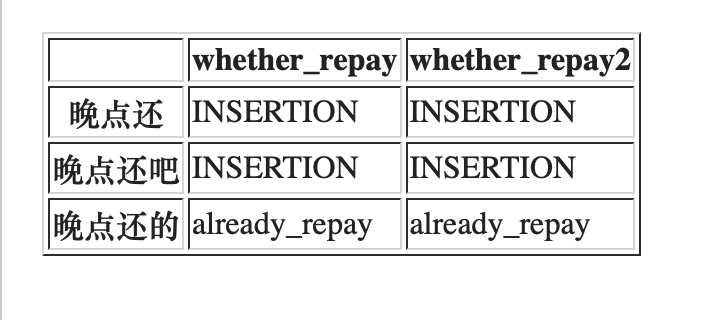 whether_repay whether_repay2
晚点还 INSERTION INSERTION
晚点还吧 INSERTION INSERTION
晚点还的 already_repay already_repay